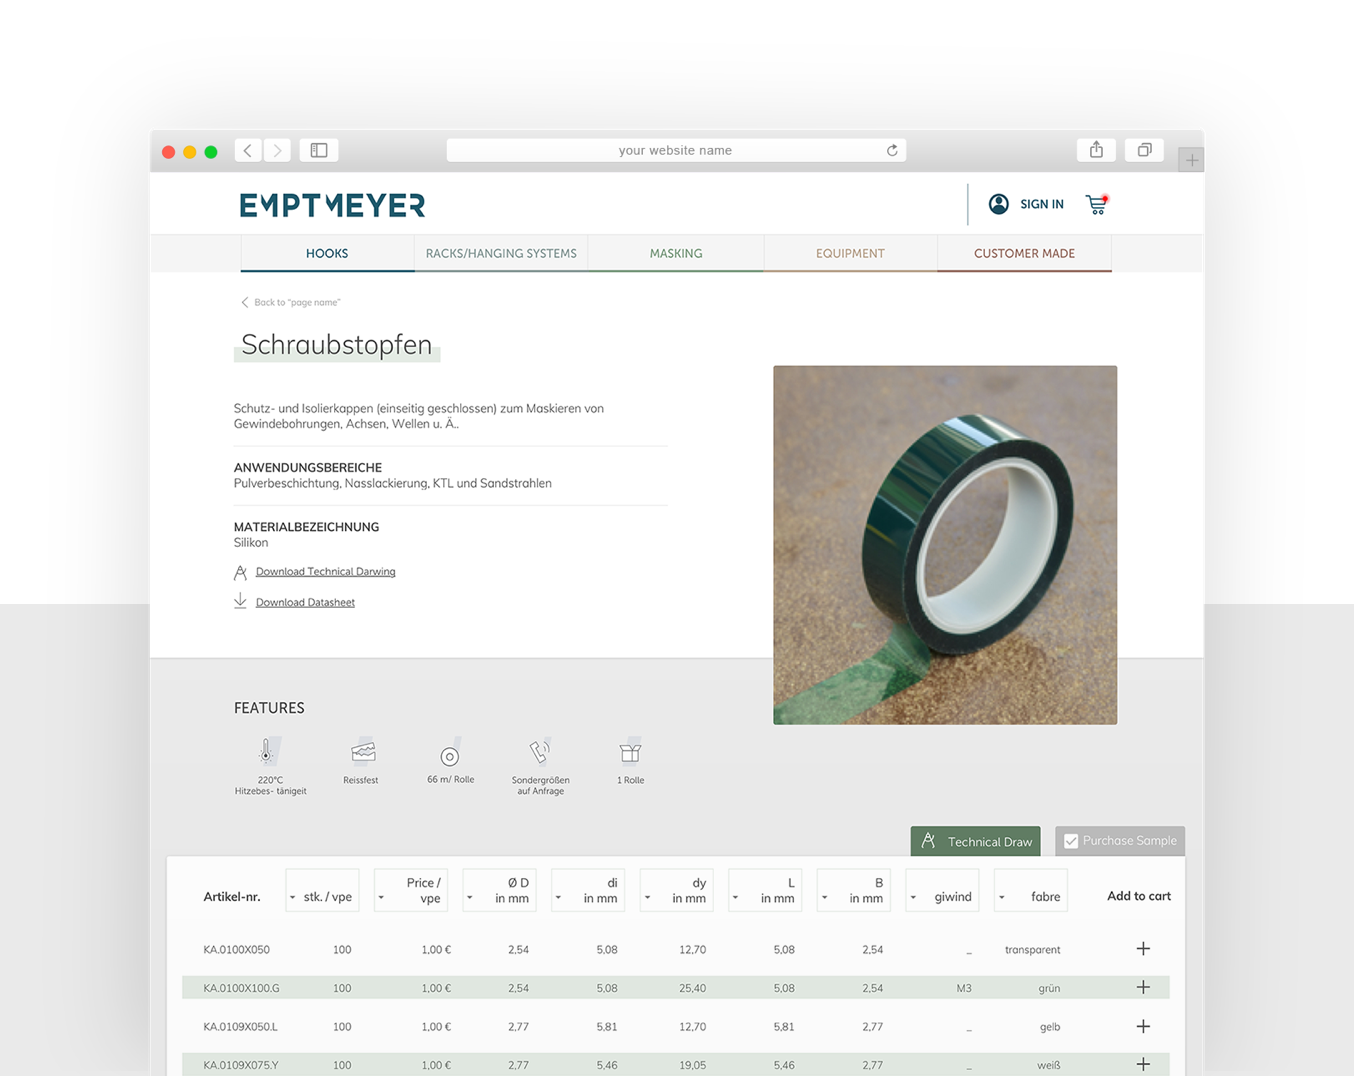 your website name
EMPTMEYER
SIGN IN
HOOKS RACKS/HANGING SYSTEMS MASKING EQUIPMENT CUSTOMER MADE
Back to "page name"
Schraubstopfen
Schutz- und Isolierkappen (einseitig geschlossen) zum Maskieren von
Gewindebohrungen, Achsen, Wellen u. Ä..
ANWENDUNGSBEREICHE
Pulverbeschichtung, Nasslackierung, KTL und Sandstrahlen
MATERIALBEZEICHNUNG
Silikon
Download Technical Darwing
Download Datasheet
FEATURES
220°C
Hitzebes- tänigeit
Reissfest
66 m/ Rolle
Sondergrößen
auf Anfrage
1 Rolle
Technical Draw
Purchase Sample
Artikel-nr.
stk. / vpe
Price /
vpe
Ø D
in mm
di
in mm
dy
in mm
L
in mm
B
in mm
giwind
fabre
Add to cart
KA.0100X050 100 1,00 € 2,54 5,08 12,70 5,08 2,54 _ transparent +
KA.0100X100.G 100 1,00 € 2,54 5,08 25,40 5,08 2,54 M3 grün +
KA.0109X050.L 100 1,00 € 2,77 5,81 12,70 5,81 2,77 _ gelb +
KA.0109X075.Y 100 1,00 € 2,77 5,46 19,05 5,46 2,77 _ weiß +